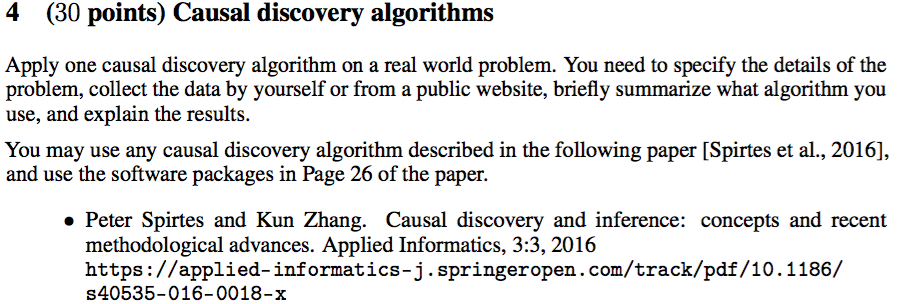 4 (30 points) Causal discovery algorithms
Apply one causal discovery algorithm on a real world problem. You need to specify the details of the
problem, collect the data by yourself or from a public website, briefly summarize what algorithm you
use, and explain the results.
You may use any causal discovery algorithm described in the following paper [Spirtes et al., 2016],
and use the software packages in Page 26 of the paper.
• Peter Spirtes and Kun Zhang. Causal discovery and inference: concepts and recent
methodological advances. Applied Informatics, 3:3, 2016
https://applied-informatics-j.springeropen.com/track/pdf/10.1186/
s40535-016-0018-x